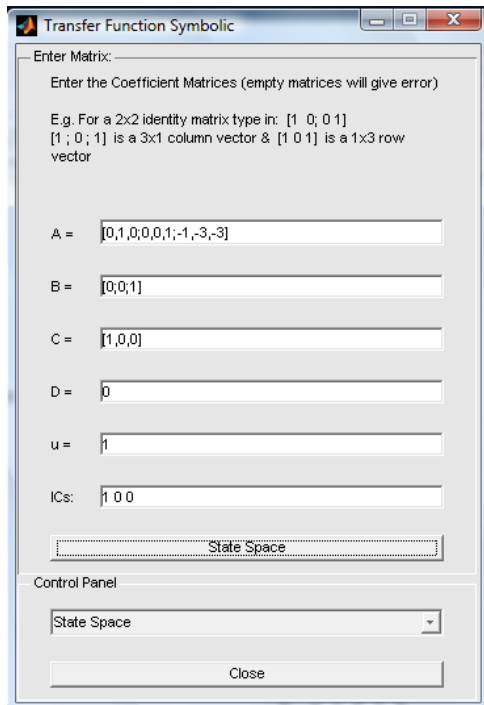 Transfer Function Symbolic
Enter Matrix:
Enter the Coefficient Matrices (empty matrices will give error)
E.g. For a 2x2 identity matrix type in: [1 0; 0 1]
[1 ; 0 ; 1] is a 3x1 column vector & [1 0 1] is a 1x3 row
vector
A = [0,1,0;0,0,1;-1,-3,-3]
B = [0;0;1]
C = [1,0,0]
D = 0
u = 1
ICs: 1 0 0
State Space
Control Panel
State Space
Close